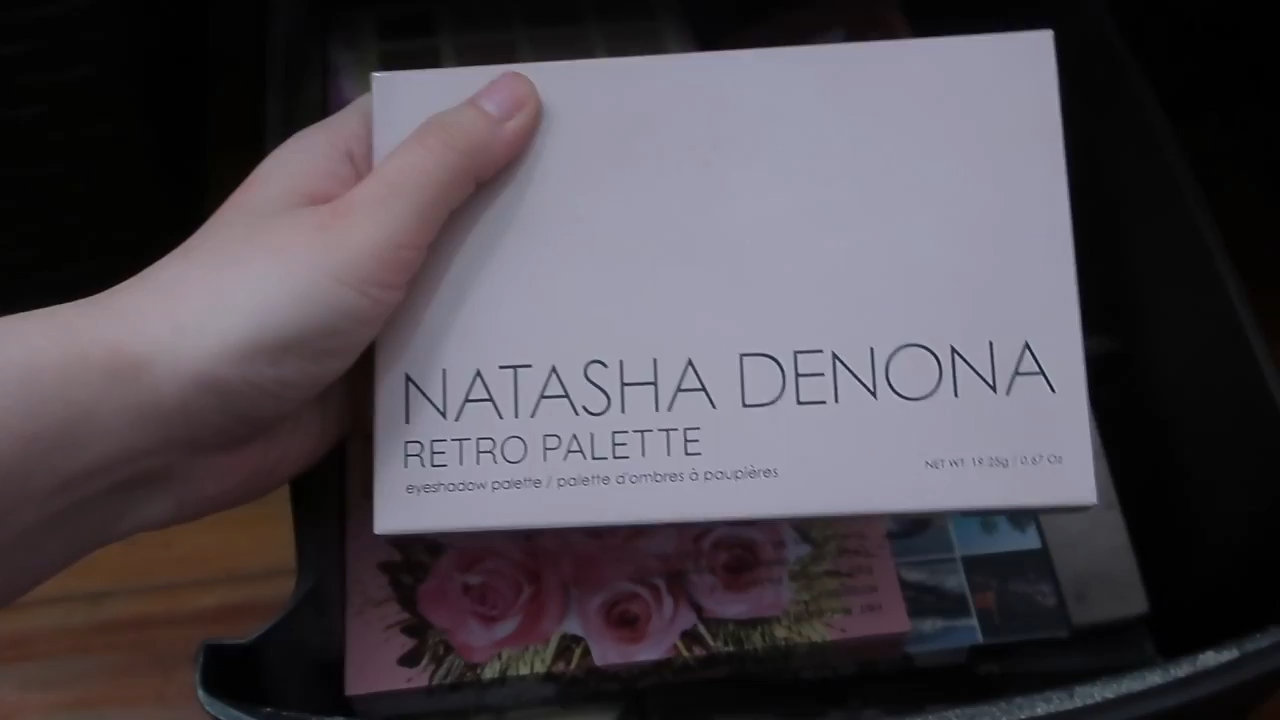 NATASHA DENONA
RETRO PALETTE
eyeshadow palette / palette d'ombres à paupières
NET WT. 19.25g / 0.67 Oz